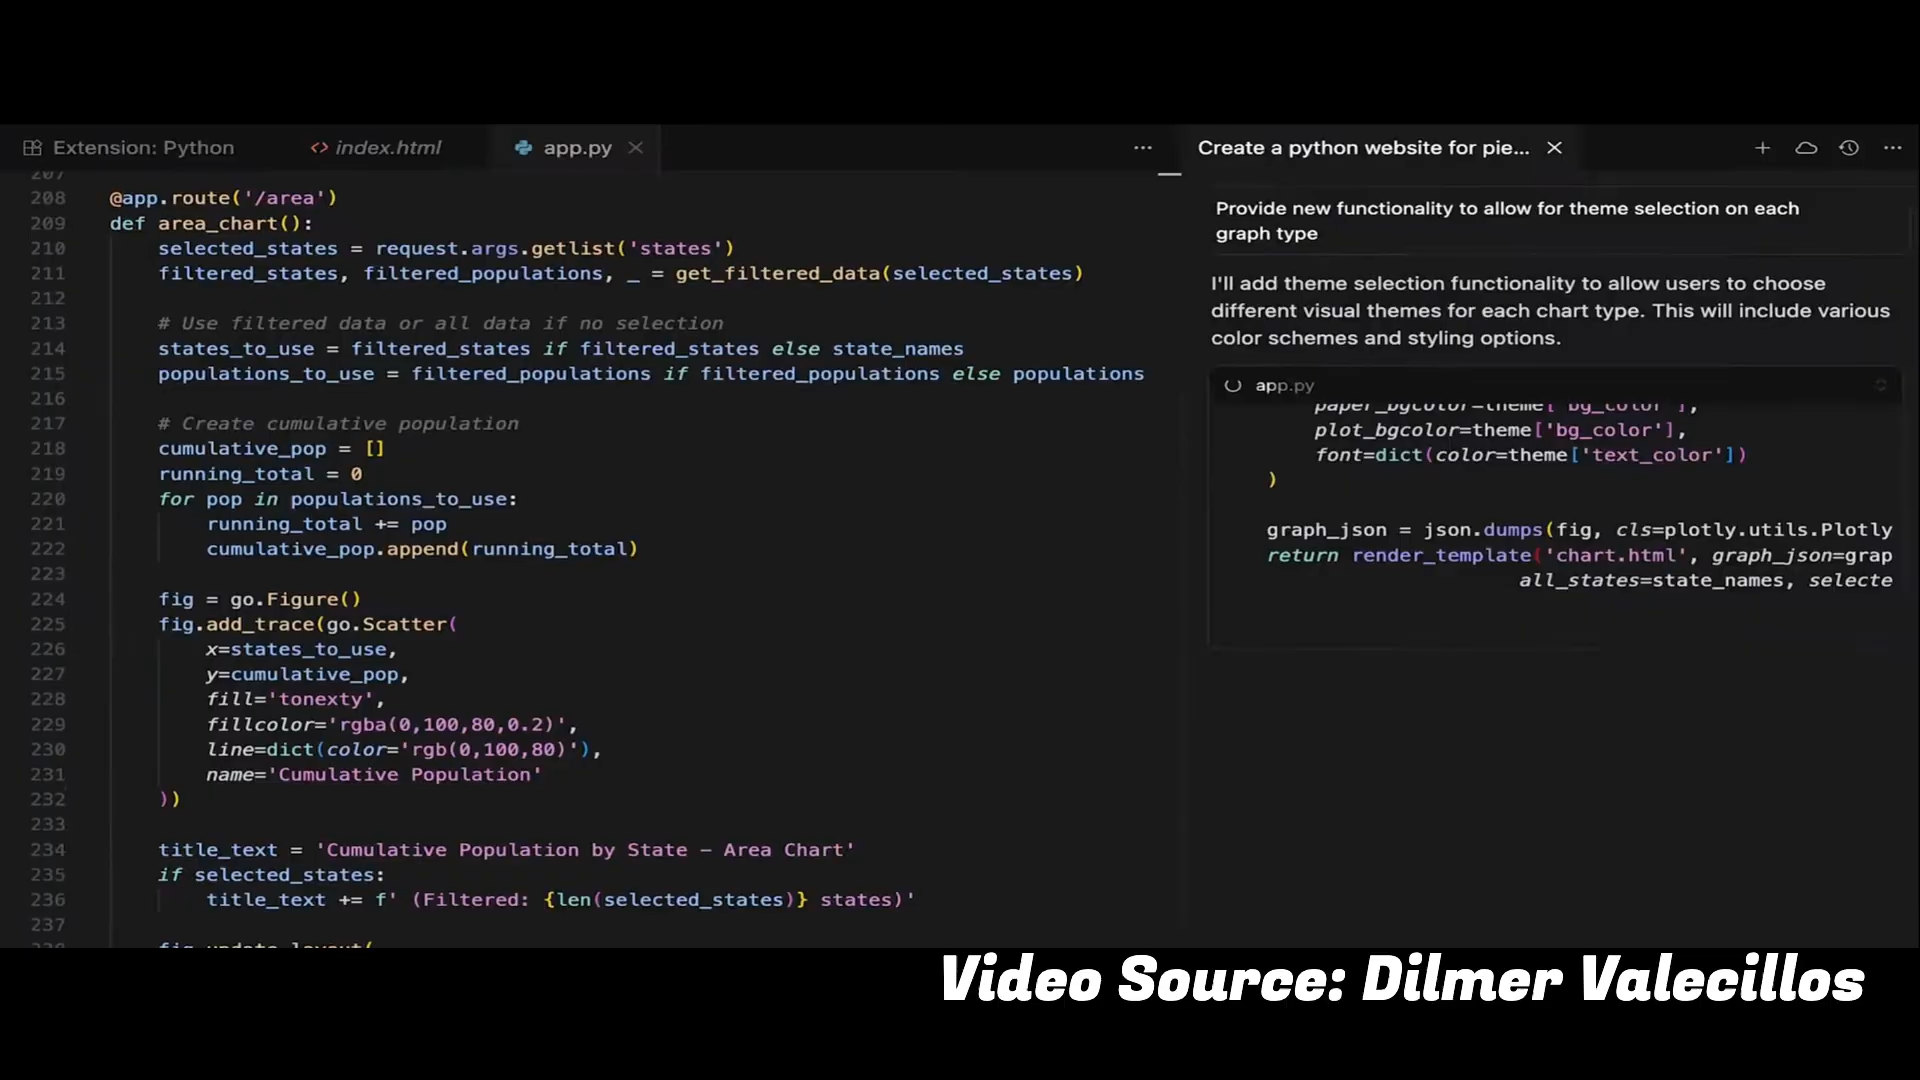 Extension: Python
<> index.html
app.py
Create a python website for pie...
207
208 @app.route('/area')
209 def area_chart():
210 selected_states = request.args.getlist('states')
211 filtered_states, filtered_populations, _ = get_filtered_data(selected_states)
212
213 # Use filtered data or all data if no selection
214 states_to_use = filtered_states if filtered_states else state_names
215 populations_to_use = filtered_populations if filtered_populations else populations
216
217 # Create cumulative population
218 cumulative_pop = []
219 running_total = 0
220 for pop in populations_to_use:
221 running_total += pop
222 cumulative_pop.append(running_total)
223
224 fig = go.Figure()
225 fig.add_trace(go.Scatter(
226 x=states_to_use,
227 y=cumulative_pop,
228 fill='tonexty',
229 fillcolor='rgba(0,100,80,0.2)',
230 line=dict(color='rgb(0,100,80)'),
231 name='Cumulative Population'
232 ))
233
234 title_text = 'Cumulative Population by State – Area Chart'
235 if selected_states:
236 title_text += f' (Filtered: {len(selected_states)} states)'
237
238 fig.update_layout(
Provide new functionality to allow for theme selection on each
graph type
I'll add theme selection functionality to allow users to choose
different visual themes for each chart type. This will include various
color schemes and styling options.
app.py
paper_bgcolor=theme['bg_color'],
plot_bgcolor=theme['bg_color'],
font=dict(color=theme['text_color'])
)
graph_json = json.dumps(fig, cls=plotly.utils.Plotly
return render_template('chart.html', graph_json=grap
all_states=state_names, selecte
Video Source: Dilmer Valecillos